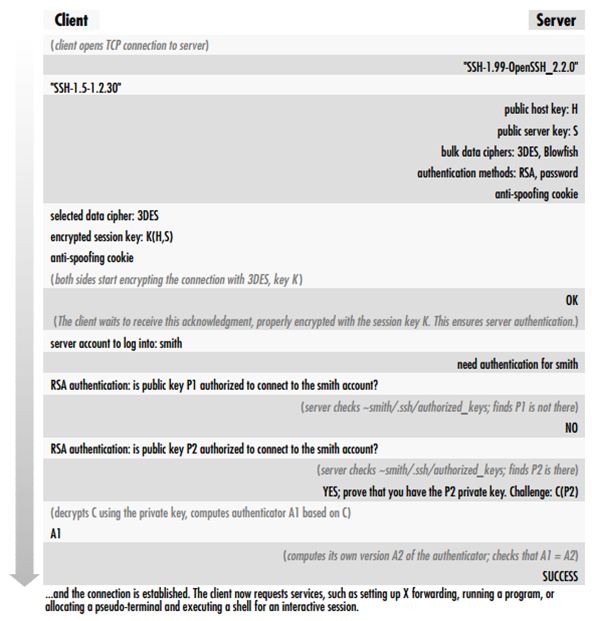 Client
Server
(client opens TCP connection to server)
"SSH-1.99-OpenSSH_2.2.0"
"SSH-1.5-1.2.30"
public host key: H
public server key: S
bulk data ciphers: 3DES, Blowfish
authentication methods: RSA, password
anti-spoofing cookie
selected data cipher: 3DES
encrypted session key: K(H,S)
anti-spoofing cookie
(both sides start encrypting the connection with 3DES, key K)
OK
(The client waits to receive this acknowledgment, properly encrypted with the session key K. This ensures server authentication.)
server account to log into: smith
need authentication for smith
RSA authentication: is public key P1 authorized to connect to the smith account?
(server checks ~smith/.ssh/authorized_keys; finds P1 is not there)
NO
RSA authentication: is public key P2 authorized to connect to the smith account?
(server checks ~smith/.ssh/authorized_keys; finds P2 is there)
YES; prove that you have the P2 private key. Challenge: C(P2)
(decrypts C using the private key, computes authenticator A1 based on C)
A1
(computes its own version A2 of the authenticator; checks that A1 = A2)
SUCCESS
...and the connection is established. The client now requests services, such as setting up X forwarding, running a program, or
allocating a pseudo-terminal and executing a shell for an interactive session.